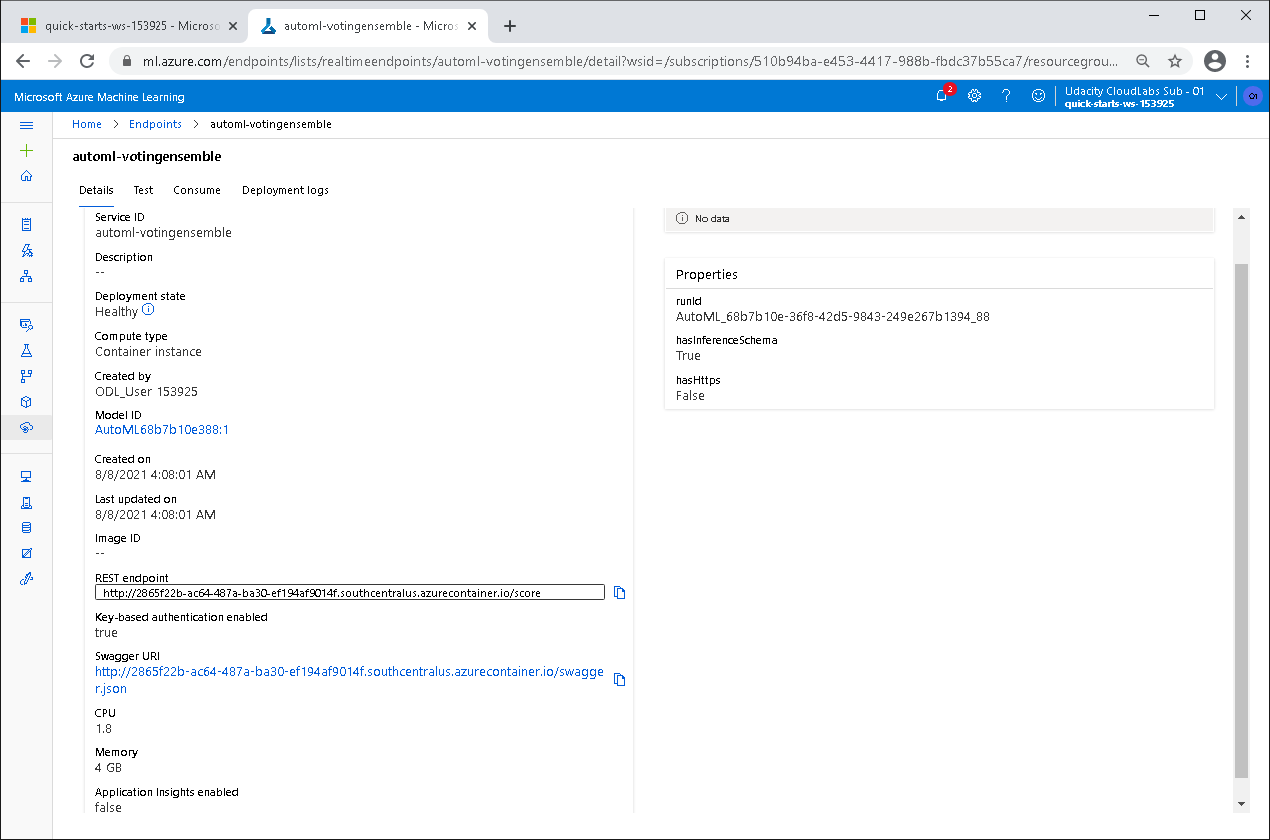 quick-starts-ws-153925 - Microso
automl-votingensemble - Micros
ml.azure.com/endpoints/lists/realtimeendpoints/automl-votingensemble/detail?wsid=/subscriptions/510b94ba-e453-4417-988b-fbdc37b55ca7/resourcegrou...
Microsoft Azure Machine Learning
2
Udacity CloudLabs Sub - 01
quick-starts-ws-153925
O1
Home > Endpoints > automl-votingensemble
automl-votingensemble
Details Test Consume Deployment logs
Service ID
automl-votingensemble
Description
--
Deployment state
Healthy
Compute type
Container instance
Created by
ODL_User 153925
Model ID
AutoML68b7b10e388:1
Created on
8/8/2021 4:08:01 AM
Last updated on
8/8/2021 4:08:01 AM
Image ID
--
REST endpoint
http://2865f22b-ac64-487a-ba30-ef194af9014f.southcentralus.azurecontainer.io/score
Key-based authentication enabled
true
Swagger URI
http://2865f22b-ac64-487a-ba30-ef194af9014f.southcentralus.azurecontainer.io/swagge
r.json
CPU
1.8
Memory
4 GB
Application Insights enabled
false
No data
Properties
runId
AutoML_68b7b10e-36f8-42d5-9843-249e267b1394_88
hasInferenceSchema
True
hasHttps
False